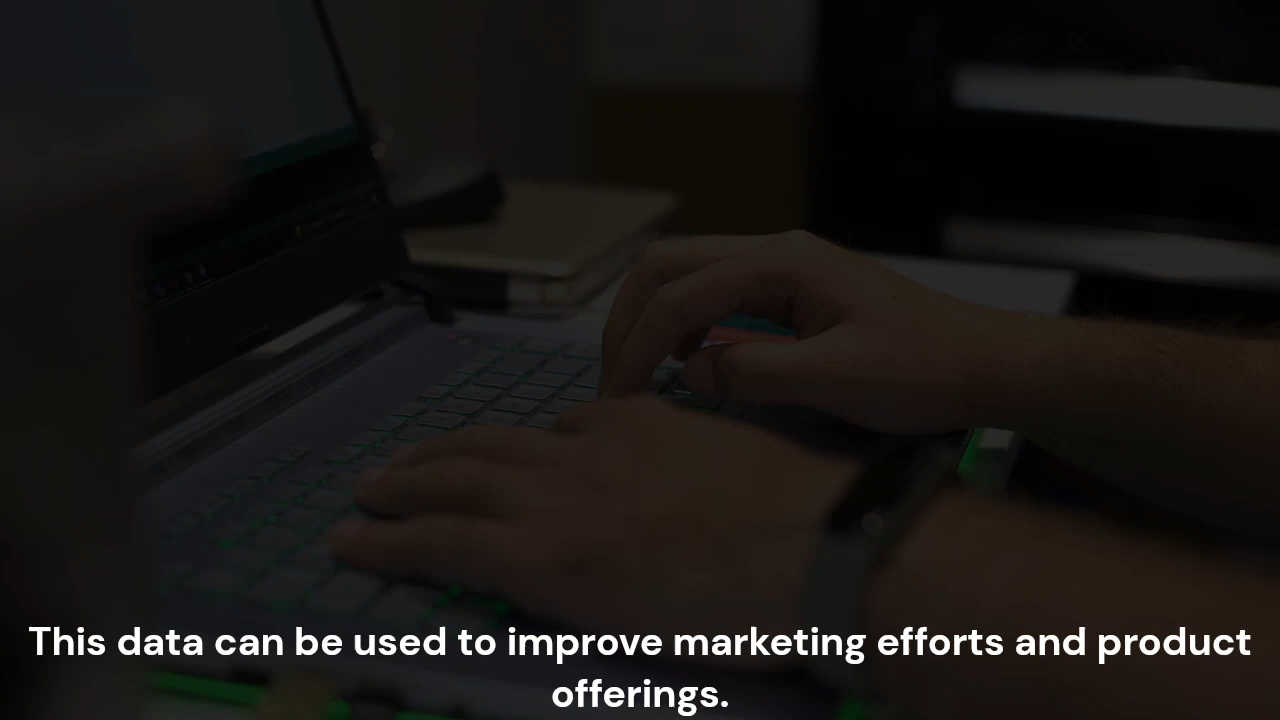 This data can be used to improve marketing efforts and product
offerings.